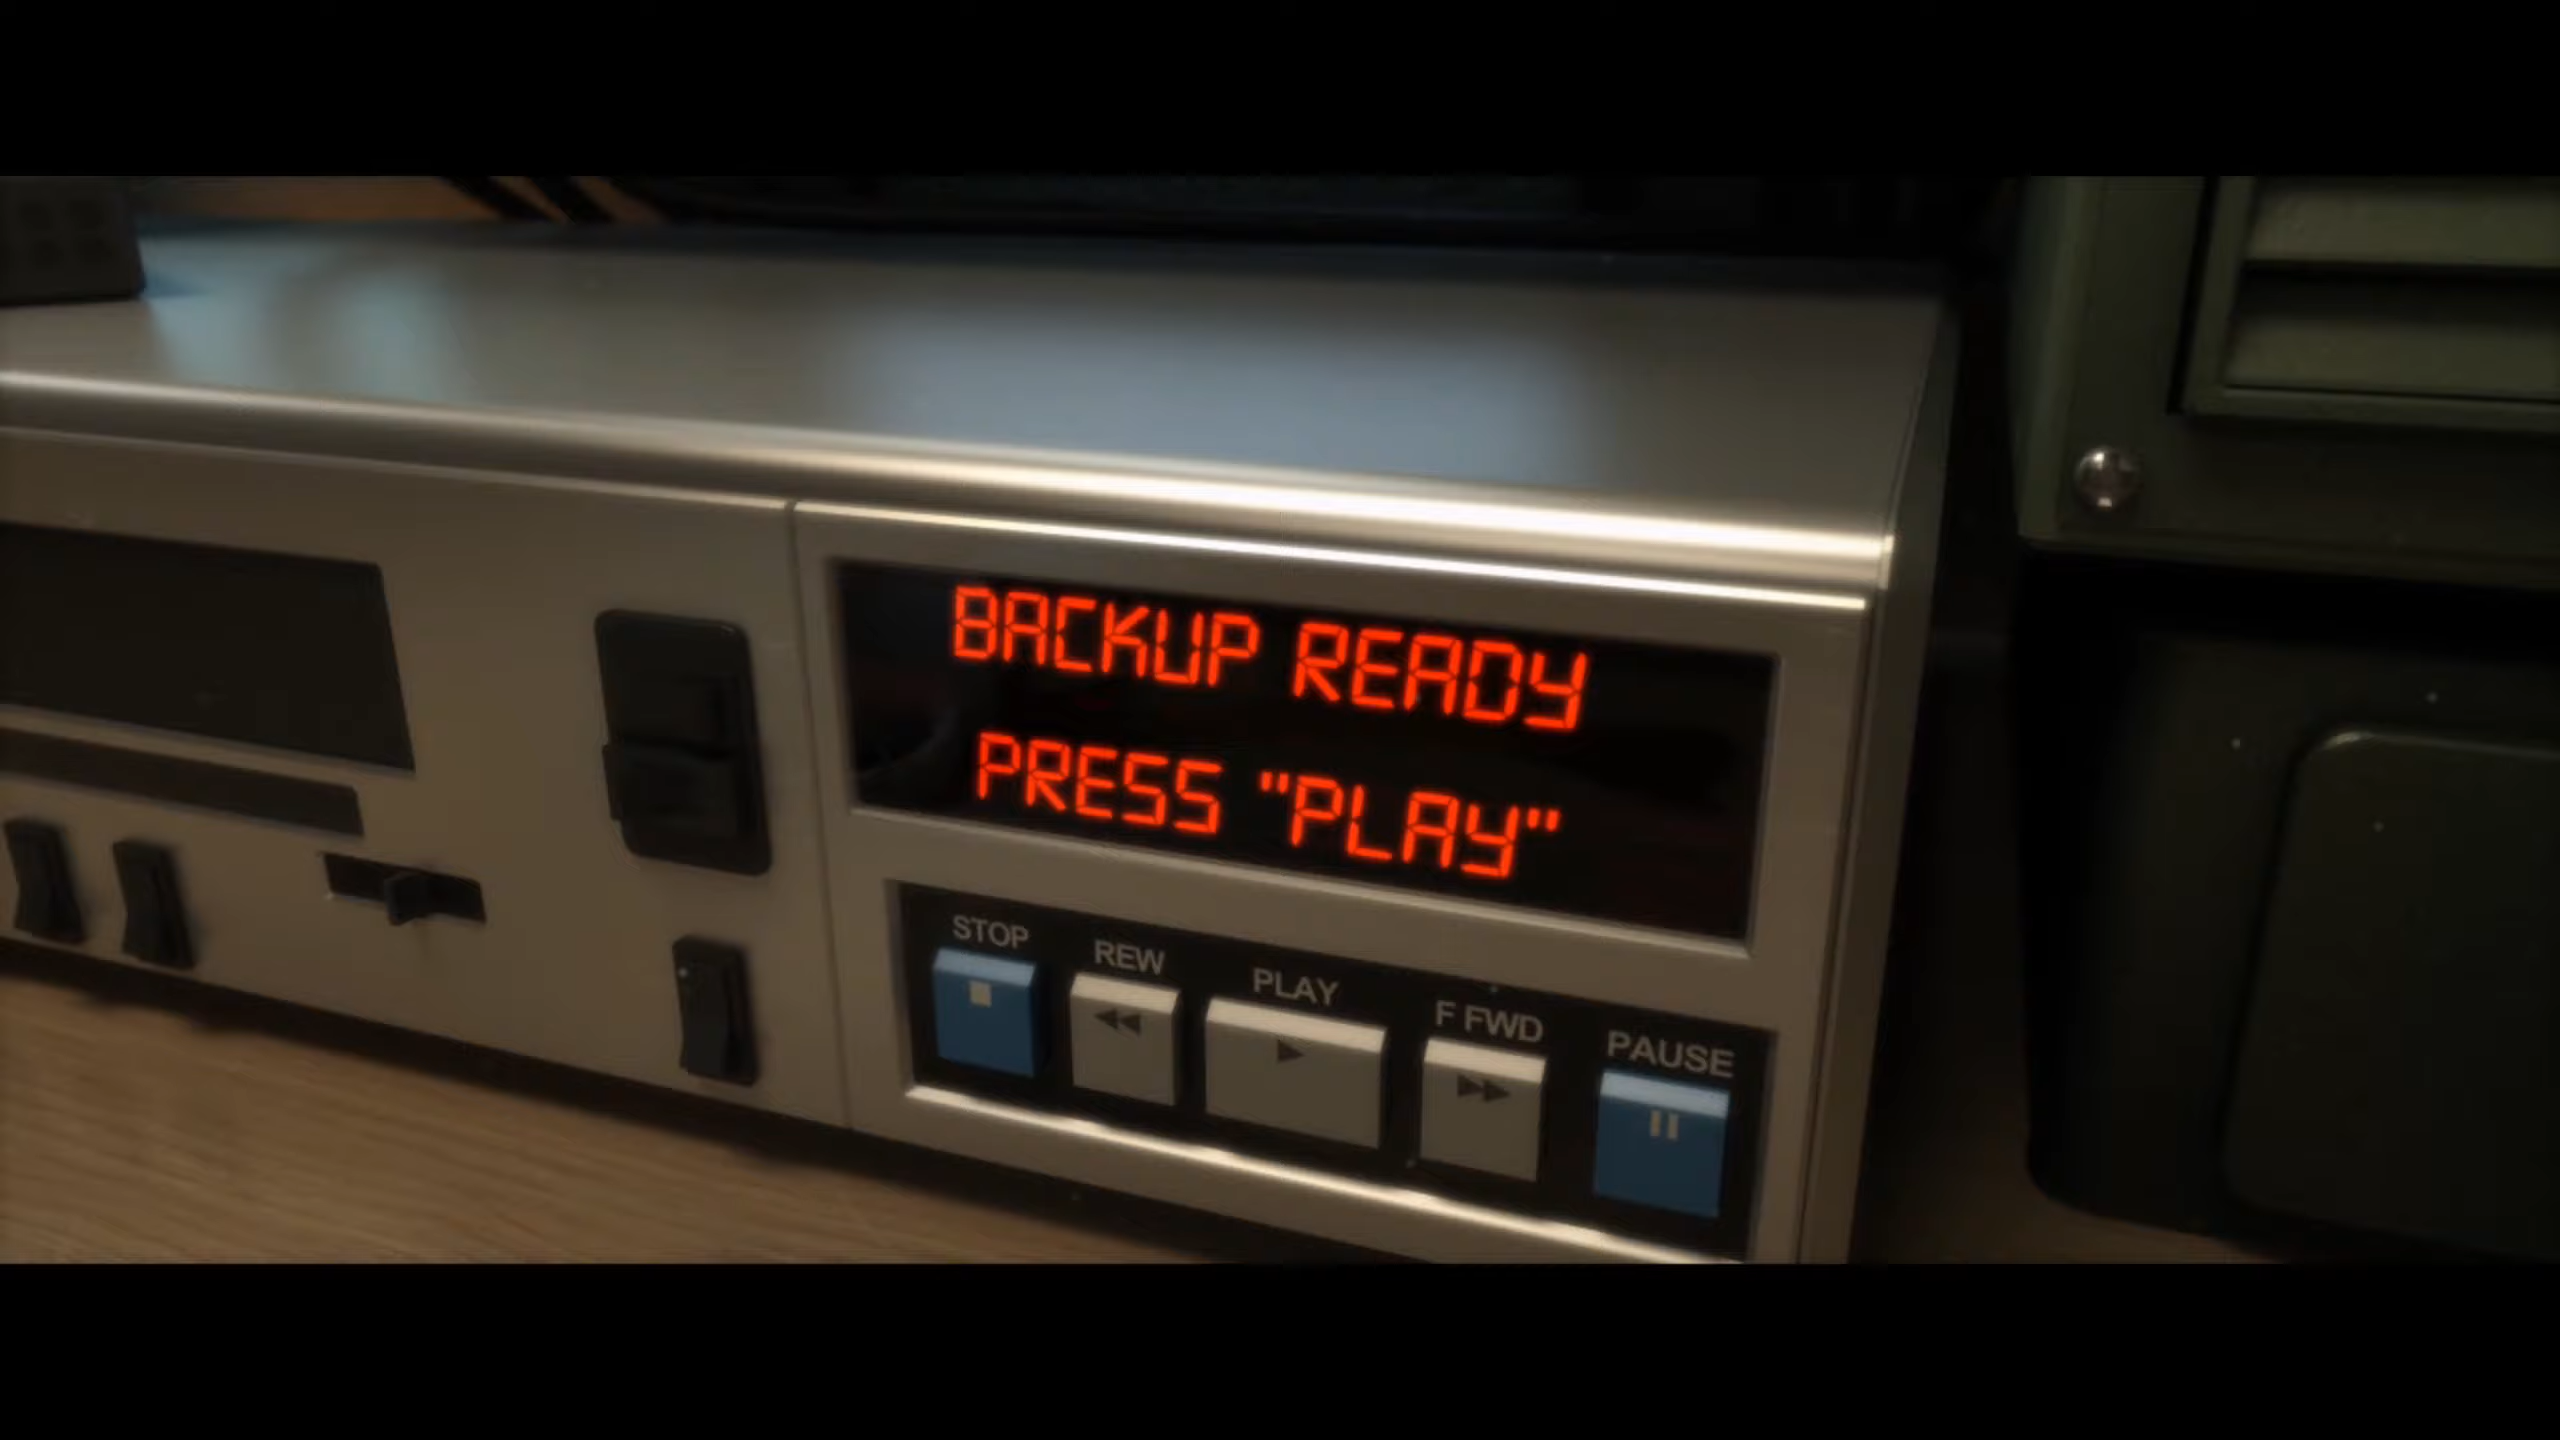 BACKUP READY
PRESS "PLAY"
STOP
REW
PLAY
F FWD
PAUSE